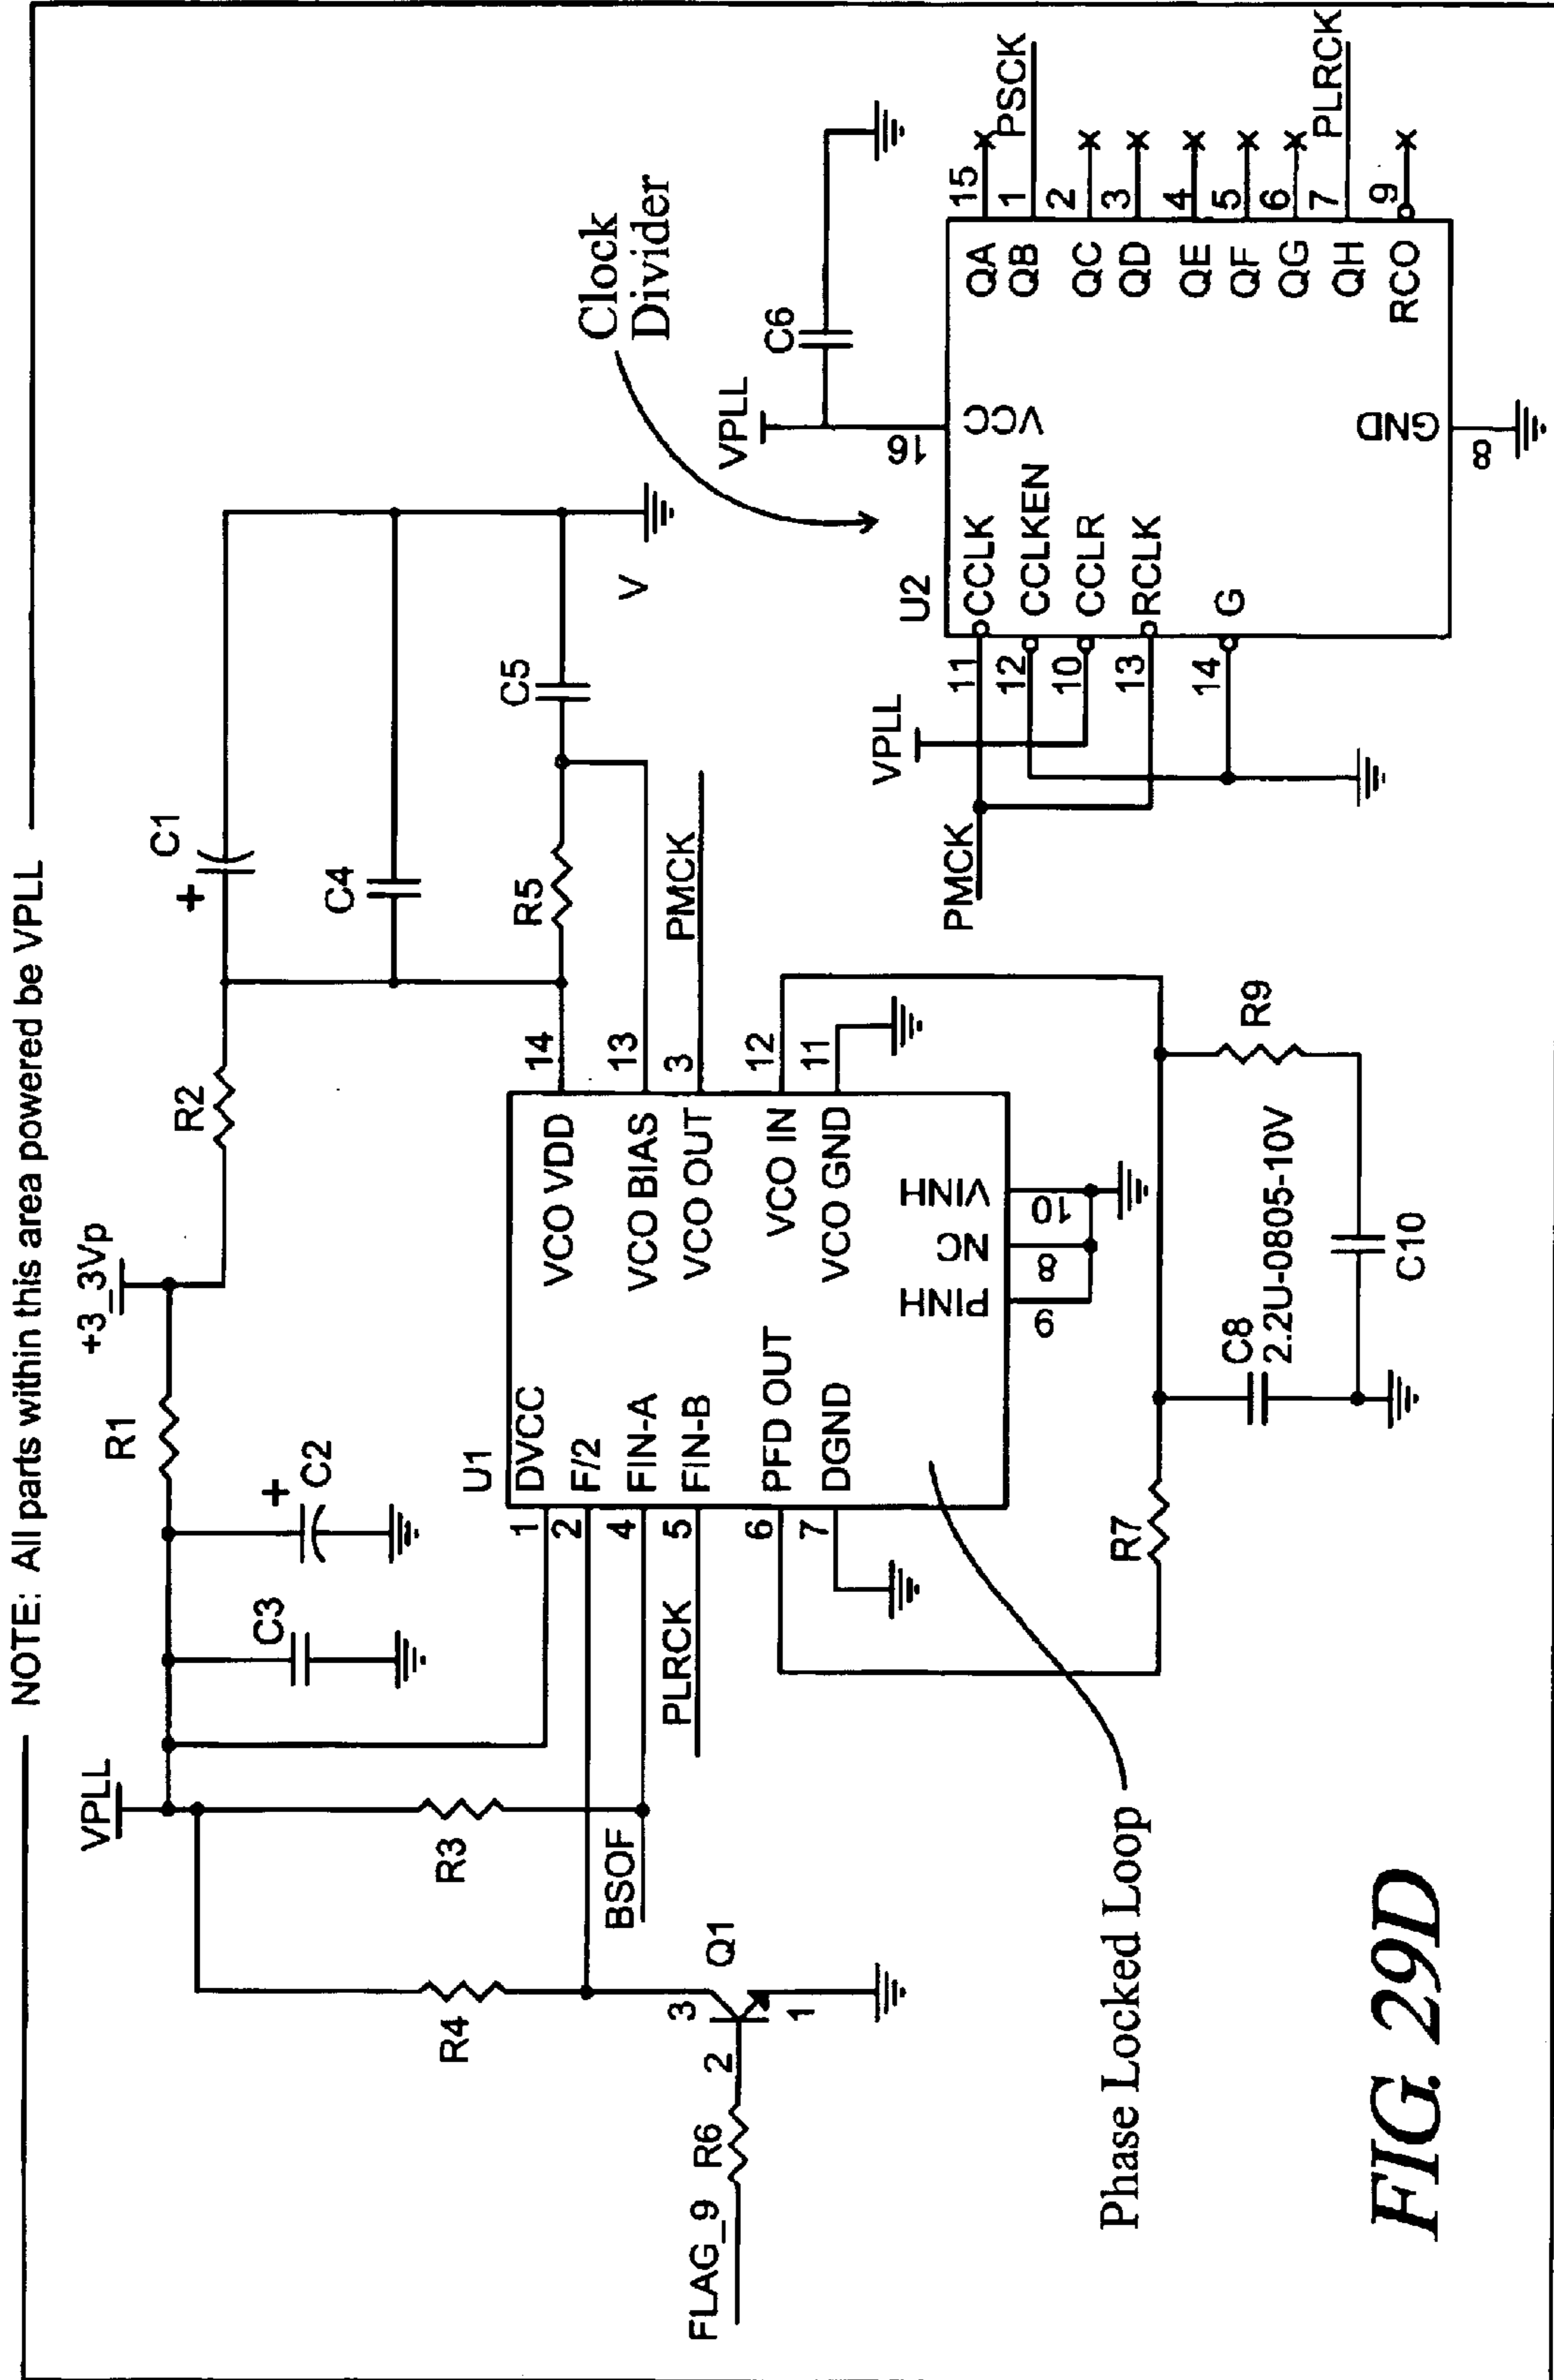 NOTE: All parts within this area powered be VPLL
VPLL
+3_3Vp
R1
R2
C3
+
C2
+
C1
C4
R5
C5
V
R4
R3
BSOF
PLRCK
FLAG_9
R6
2
3
1
Q1
U1
1
DVCC
2
F/2
4
FIN-A
5
FIN-B
6
PFD OUT
7
DGND
VCO VDD
14
VCO BIAS
13
VCO OUT
3
PMCK
VCO IN
12
VCO GND
11
PINH
9
NC
8
VINH
10
R7
C8
2.2U-0805-10V
R9
C10
Phase Locked Loop
Clock
Divider
VPLL
C6
VPLL
PMCK
U2
11
CCLK
12
CCLKEN
10
CCLR
13
RCLK
14
G
16
VCC
GND
8
QA
15
QB
1
PSCK
QC
2
QD
3
QE
4
QF
5
QG
6
QH
7
PLRCK
RCO
9
FIG. 29D